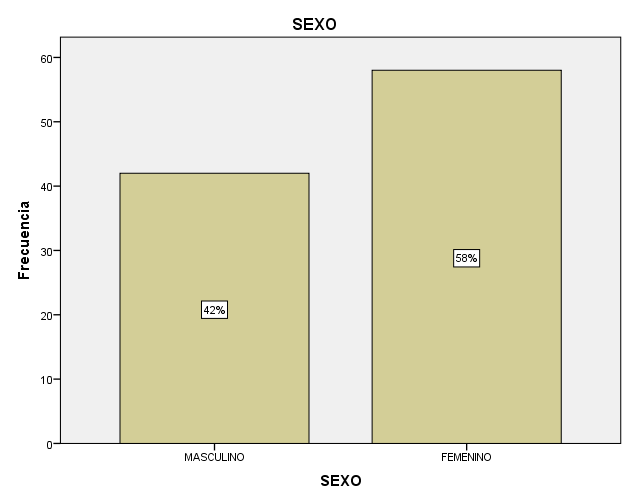 SEXO
Frecuencia
60
50
40
30
20
10
0
42%
58%
MASCULINO
FEMENINO
SEXO